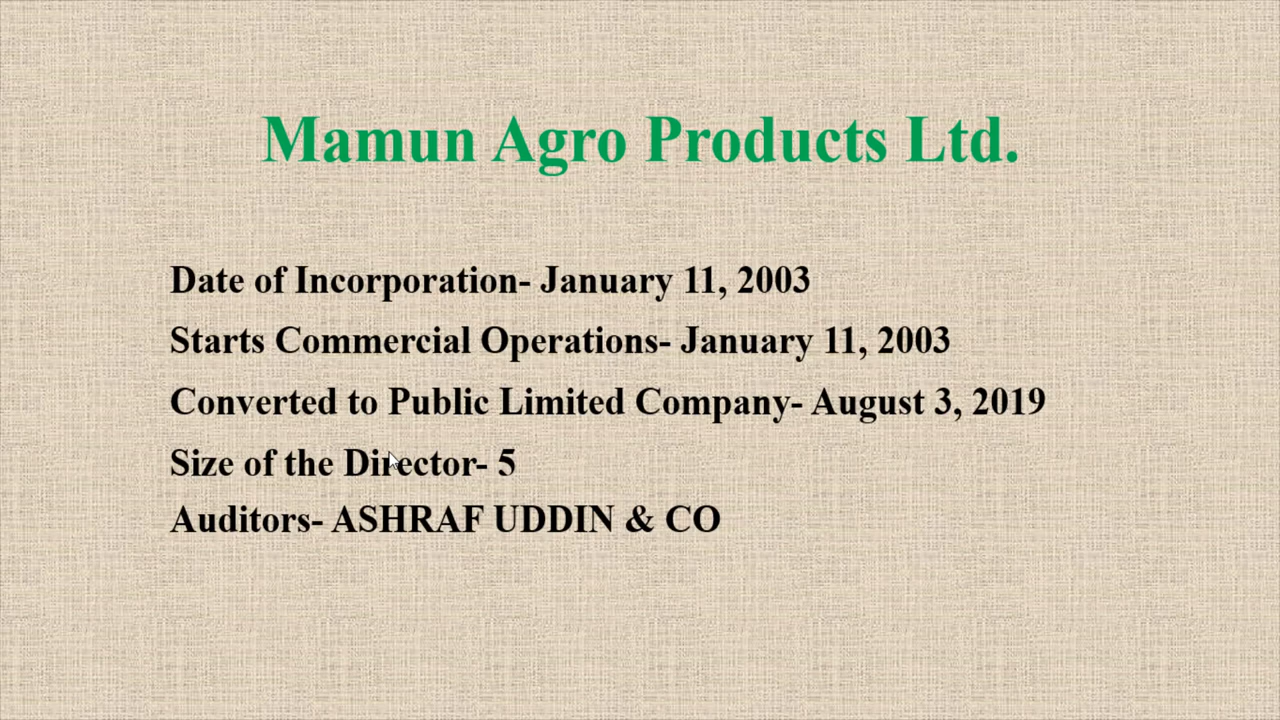 Mamun Agro Products Ltd.
Date of Incorporation- January 11, 2003
Starts Commercial Operations- January 11, 2003
Converted to Public Limited Company- August 3, 2019
Size of the Director- 5
Auditors- ASHRAF UDDIN & CO